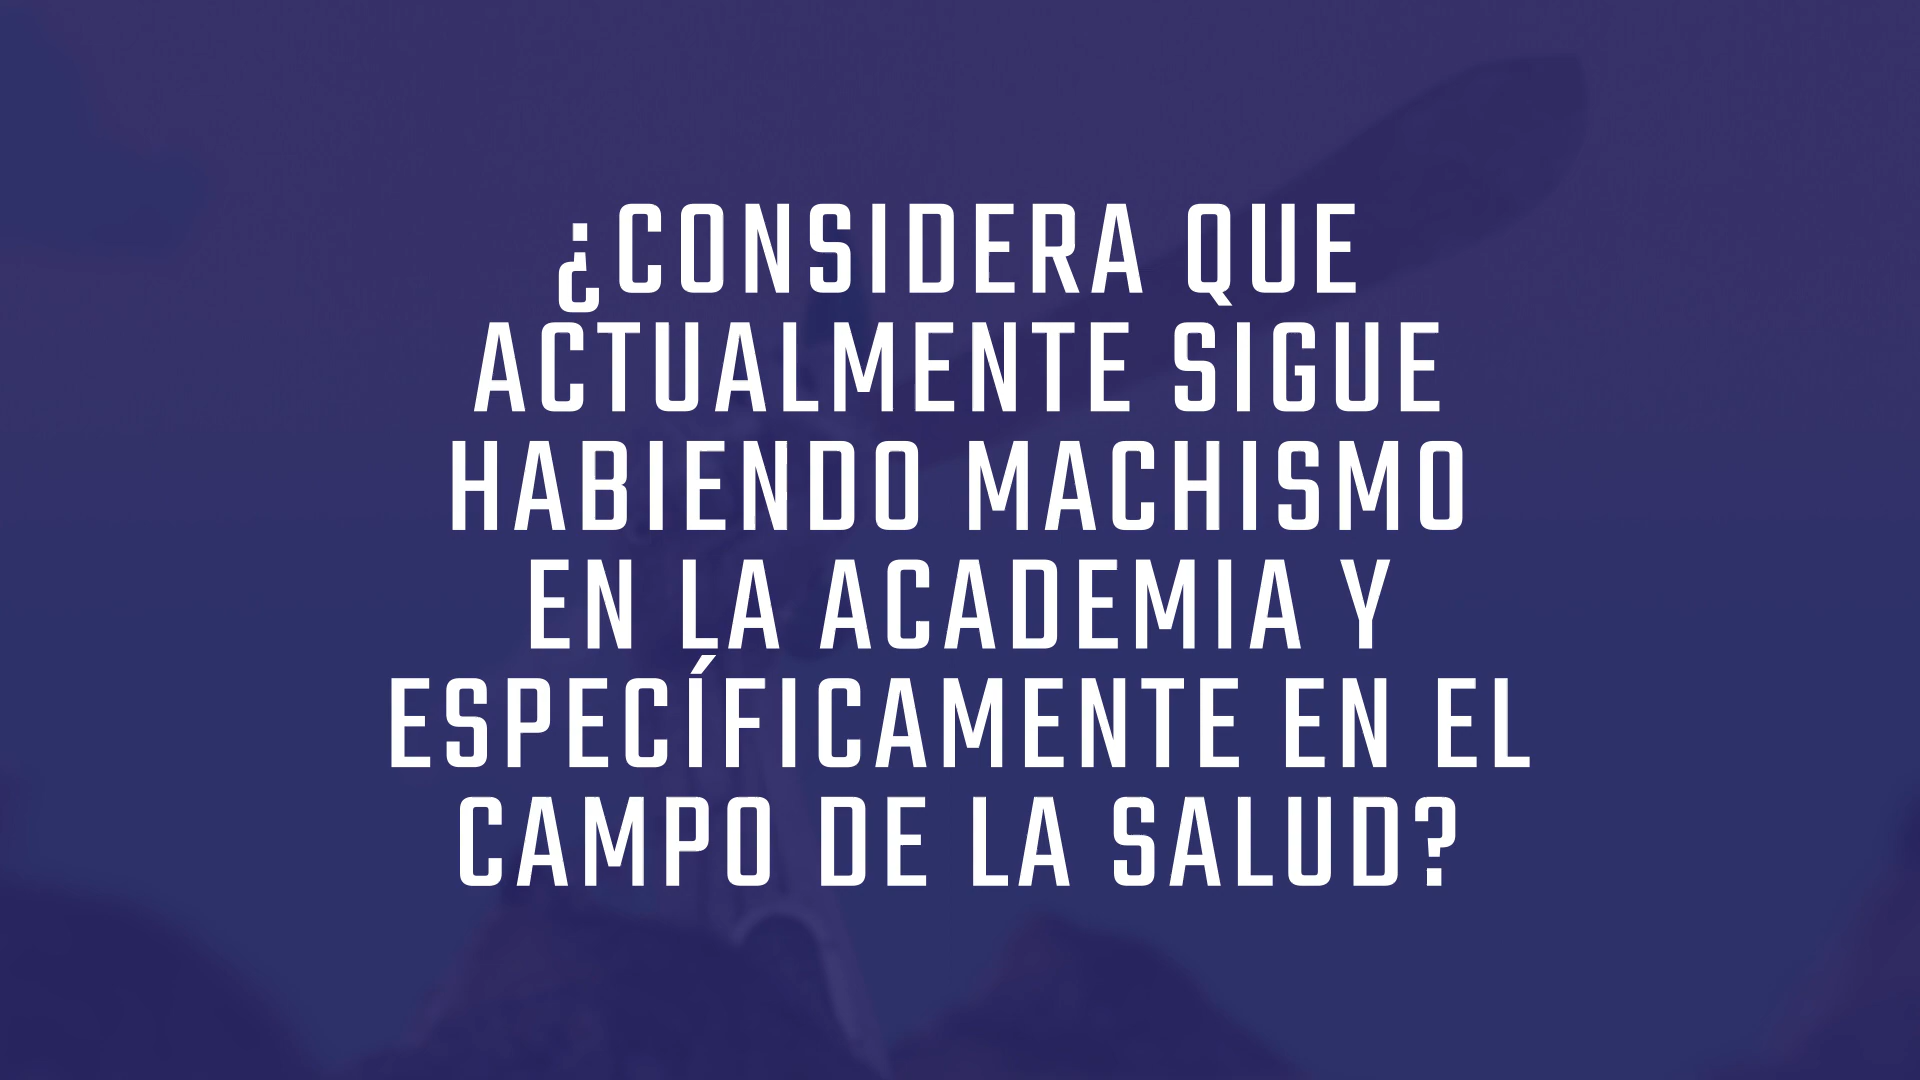 ¿CONSIDERA QUE
ACTUALMENTE SIGUE
HABIENDO MACHISMO
EN LA ACADEMIA Y
ESPECÍFICAMENTE EN EL
CAMPO DE LA SALUD?